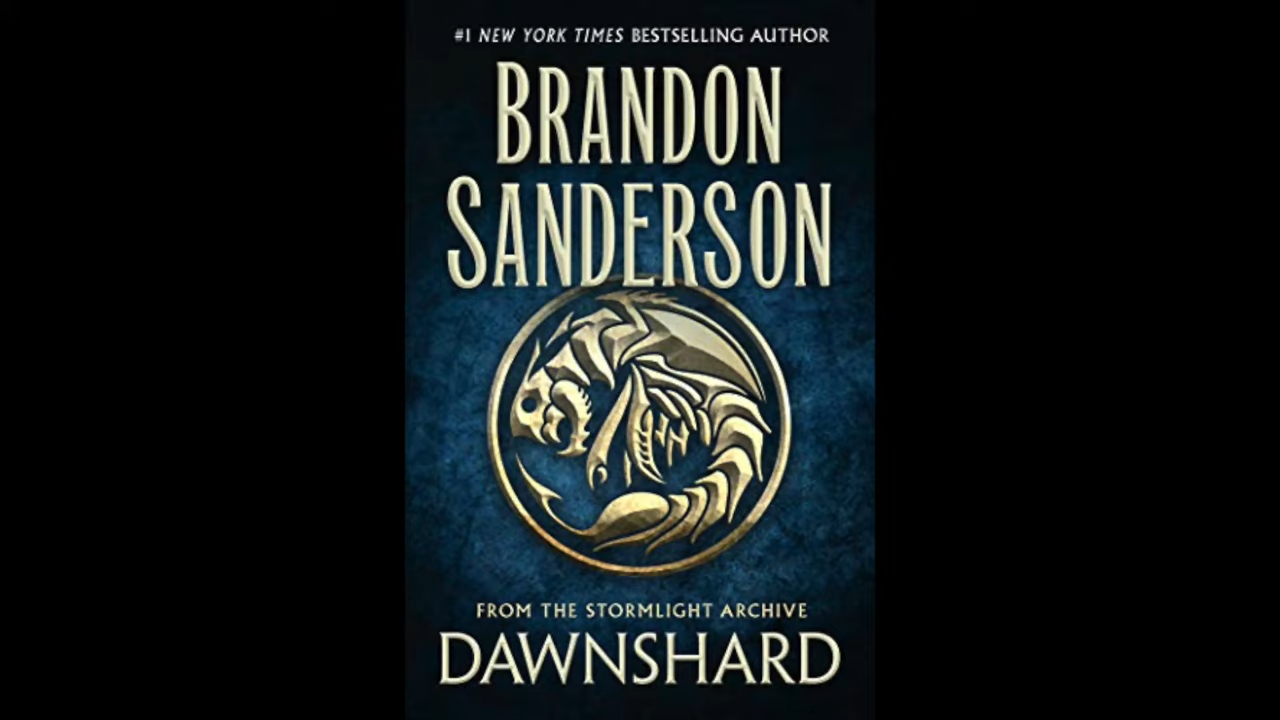 #1 NEW YORK TIMES BESTSELLING AUTHOR
BRANDON
SANDERSON
FROM THE STORMLIGHT ARCHIVE
DAWNSHARD